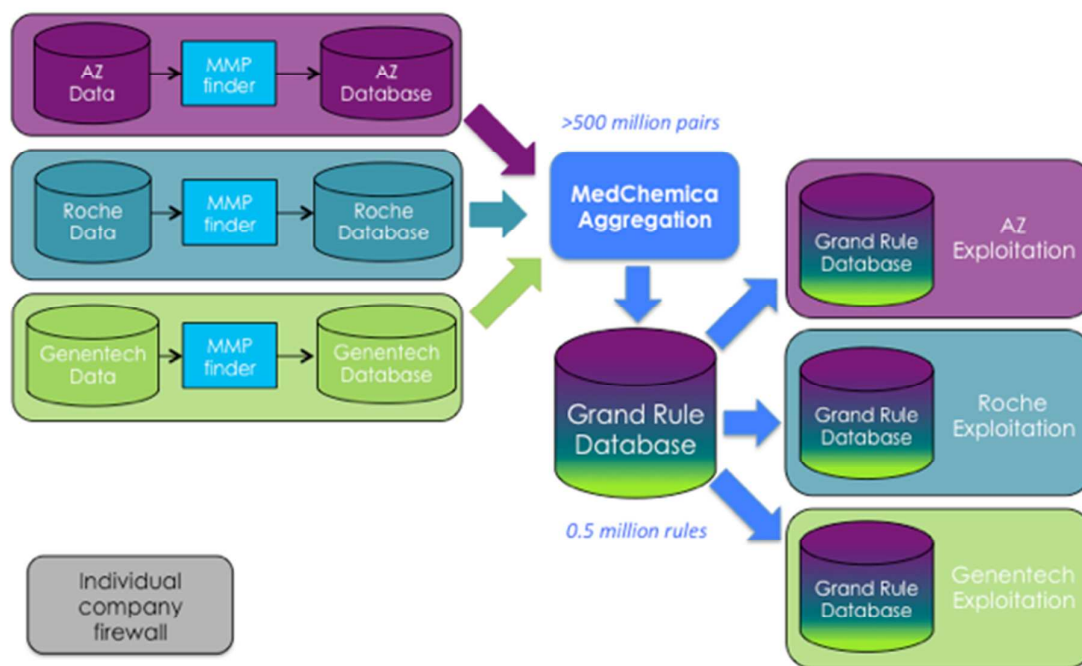 AZ
Data
MMP
finder
AZ
Database
Roche
Data
MMP
finder
Roche
Database
Genentech
Data
MMP
finder
Genentech
Database
>500 million pairs
MedChemica
Aggregation
Grand Rule
Database
0.5 million rules
Grand Rule
Database
AZ
Exploitation
Grand Rule
Database
Roche
Exploitation
Grand Rule
Database
Genentech
Exploitation
Individual
company
firewall